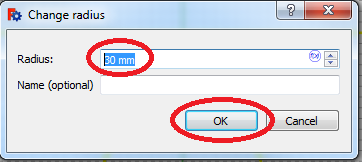 Change radius
Radius: 30 mm
Name (optional)
OK Cancel